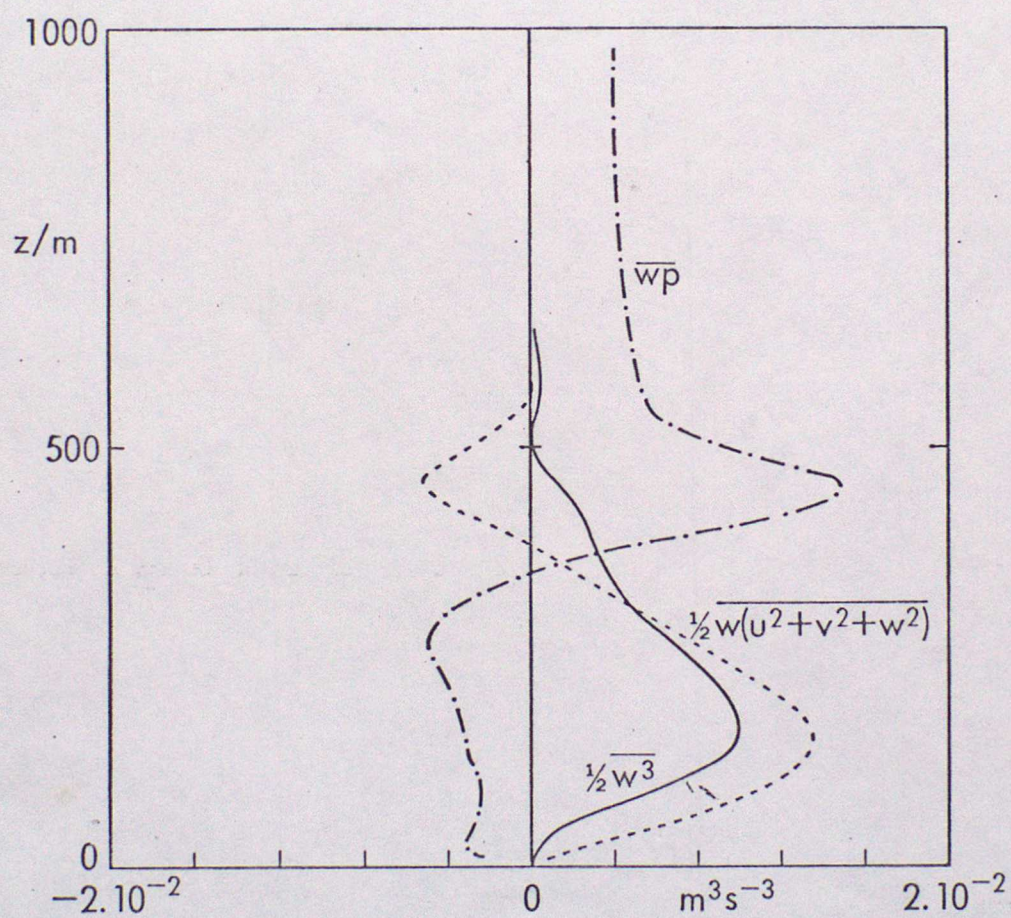 1000
z/m
w̅p̅
500
½w(u²+v²+w²)
½w³
0
−2.10⁻² 0 m³s⁻³ 2.10⁻²